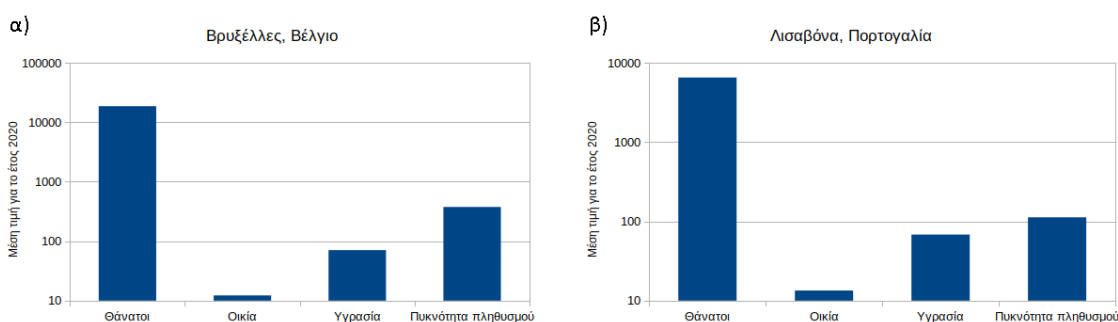 α)
Βρυξέλλες, Βέλγιο
Μέση τιμή για το έτος 2020
100000
10000
1000
100
10
Θάνατοι Οικία Υγρασία Πυκνότητα πληθυσμού
β)
Λισαβόνα, Πορτογαλία
Μέση τιμή για το έτος 2020
10000
1000
100
10
Θάνατοι Οικία Υγρασία Πυκνότητα πληθυσμού